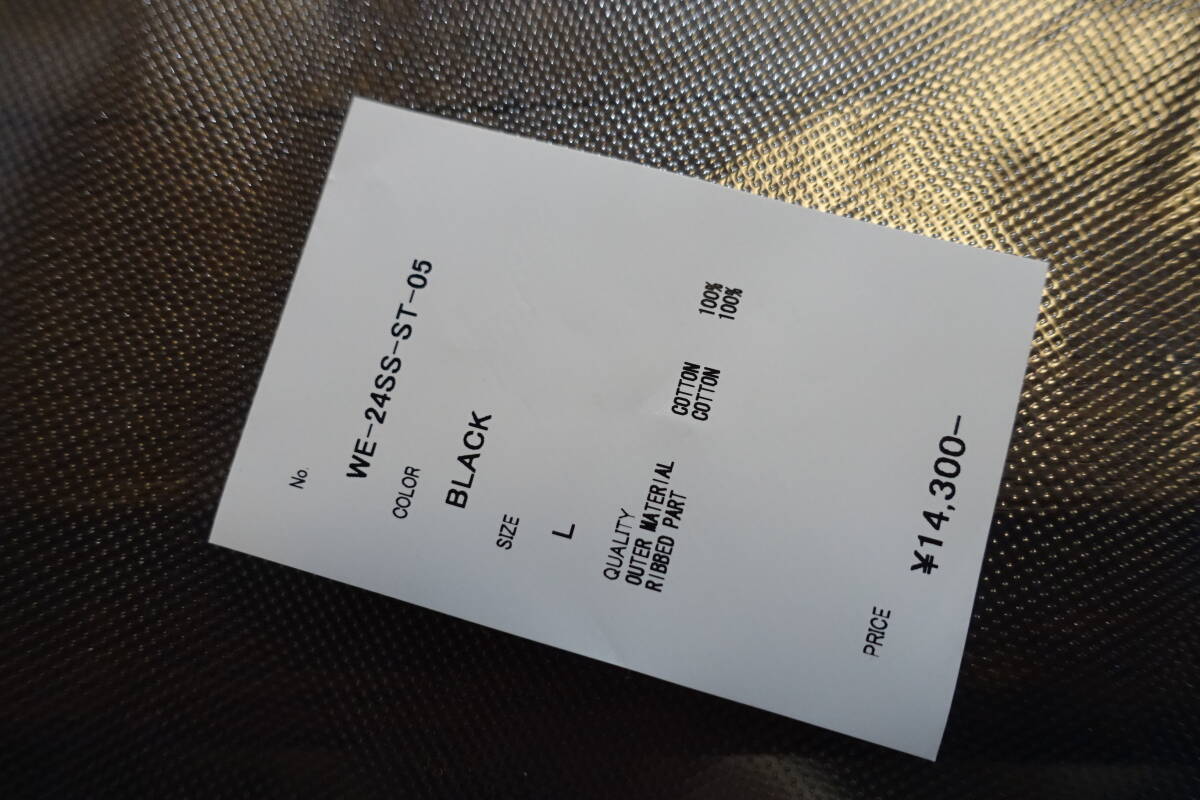 No.
WE-24SS-ST-05
COLOR
BLACK
SIZE
L
QUALITY
OUTER MATERIAL COTTON 100%
RIBBED PART COTTON 100%
PRICE
¥14,300-